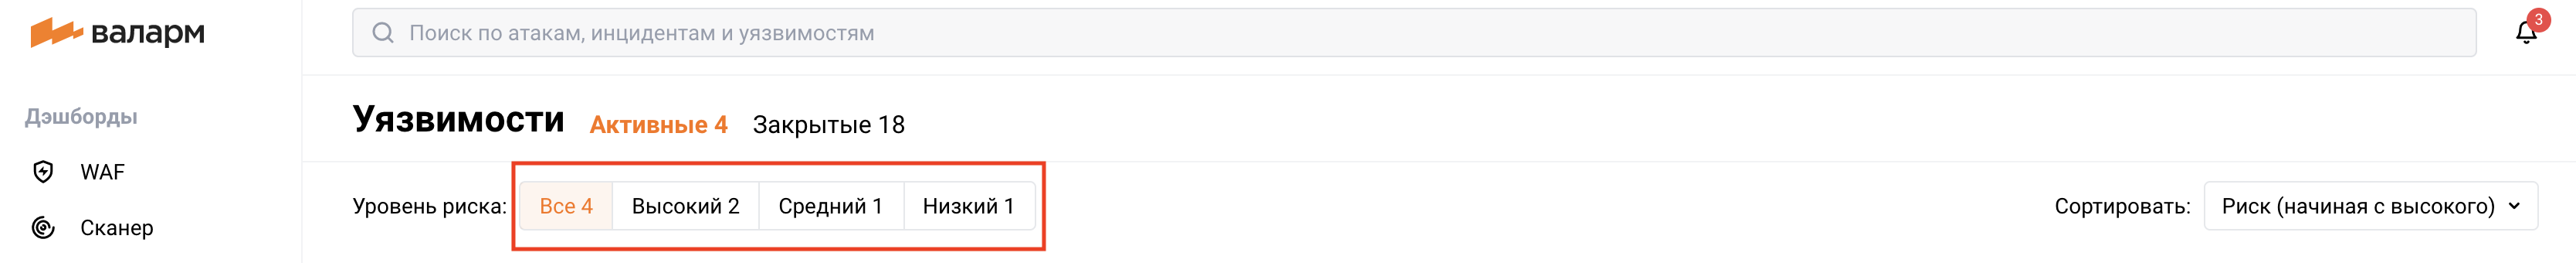 валарм
Поиск по атакам, инцидентам и уязвимостям
3
Дэшборды
WAF
Сканер
Уязвимости Активные 4 Закрытые 18
Уровень риска: Все 4 Высокий 2 Средний 1 Низкий 1
Сортировать: Риск (начиная с высокого)